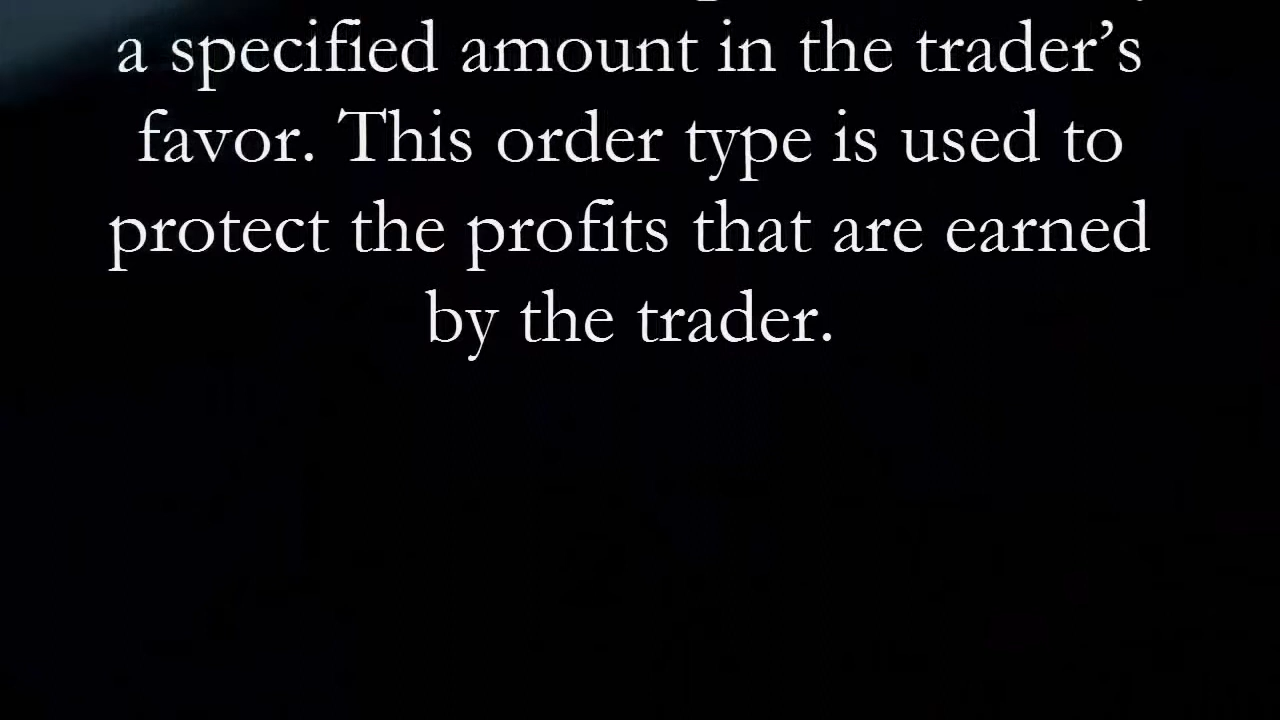 a specified amount in the trader’s
favor. This order type is used to
protect the profits that are earned
by the trader.